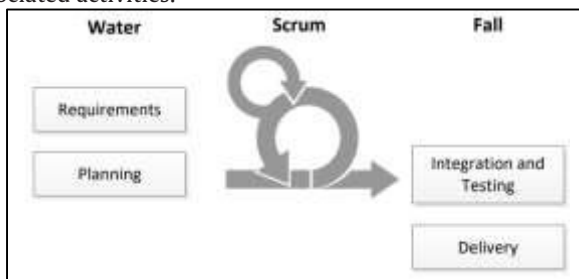 Water Scrum Fall
Requirements
Planning
Integration and
Testing
Delivery